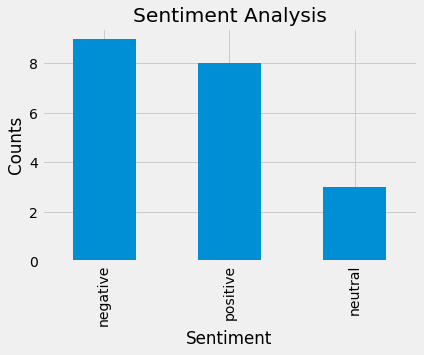 Sentiment Analysis
Counts
8
6
4
2
0
negative
positive
neutral
Sentiment